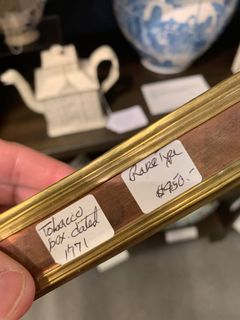 Tobacco
box. dated
1771
Rare type
$950.-